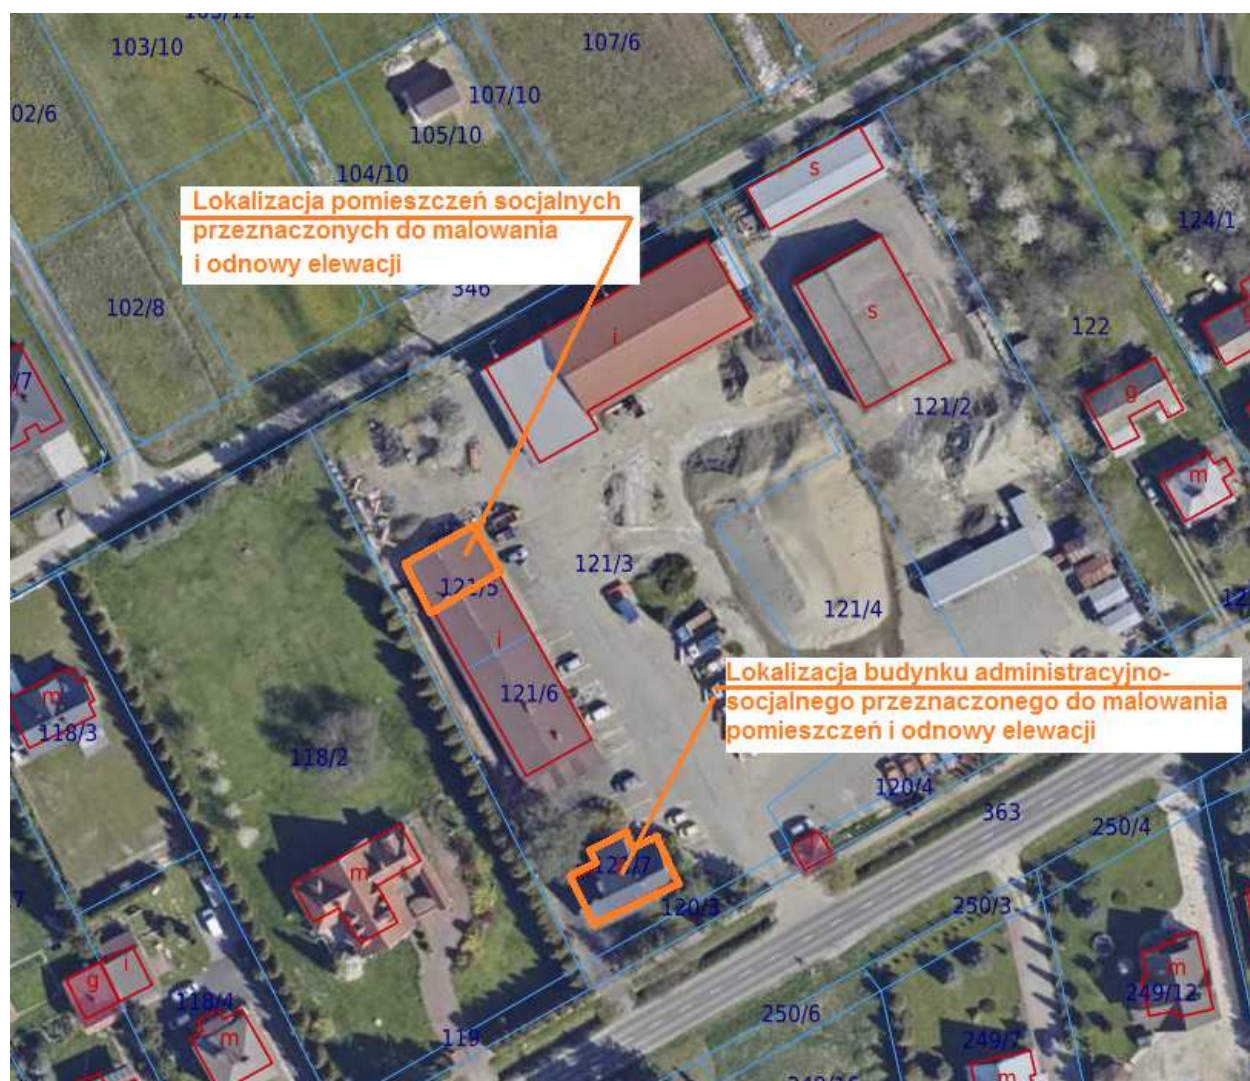 103/10
107/6
02/6
107/10
105/10
104/10
s
Lokalizacja pomieszczeń socjalnych
przeznaczonych do malowania
i odnowy elewacji
124/1
102/8
346
i
s
122
/7
g
121/2
m
121/3
121/5
121/4
i
m
121/6
118/3
118/2
Lokalizacja budynku administracyjno-
socjalnego przeznaczonego do malowania
pomieszczeń i odnowy elewacji
120/4
363
250/4
m
120/3
250/3
g
i
m
118/4
249/12
250/6
119
m
249/7
m